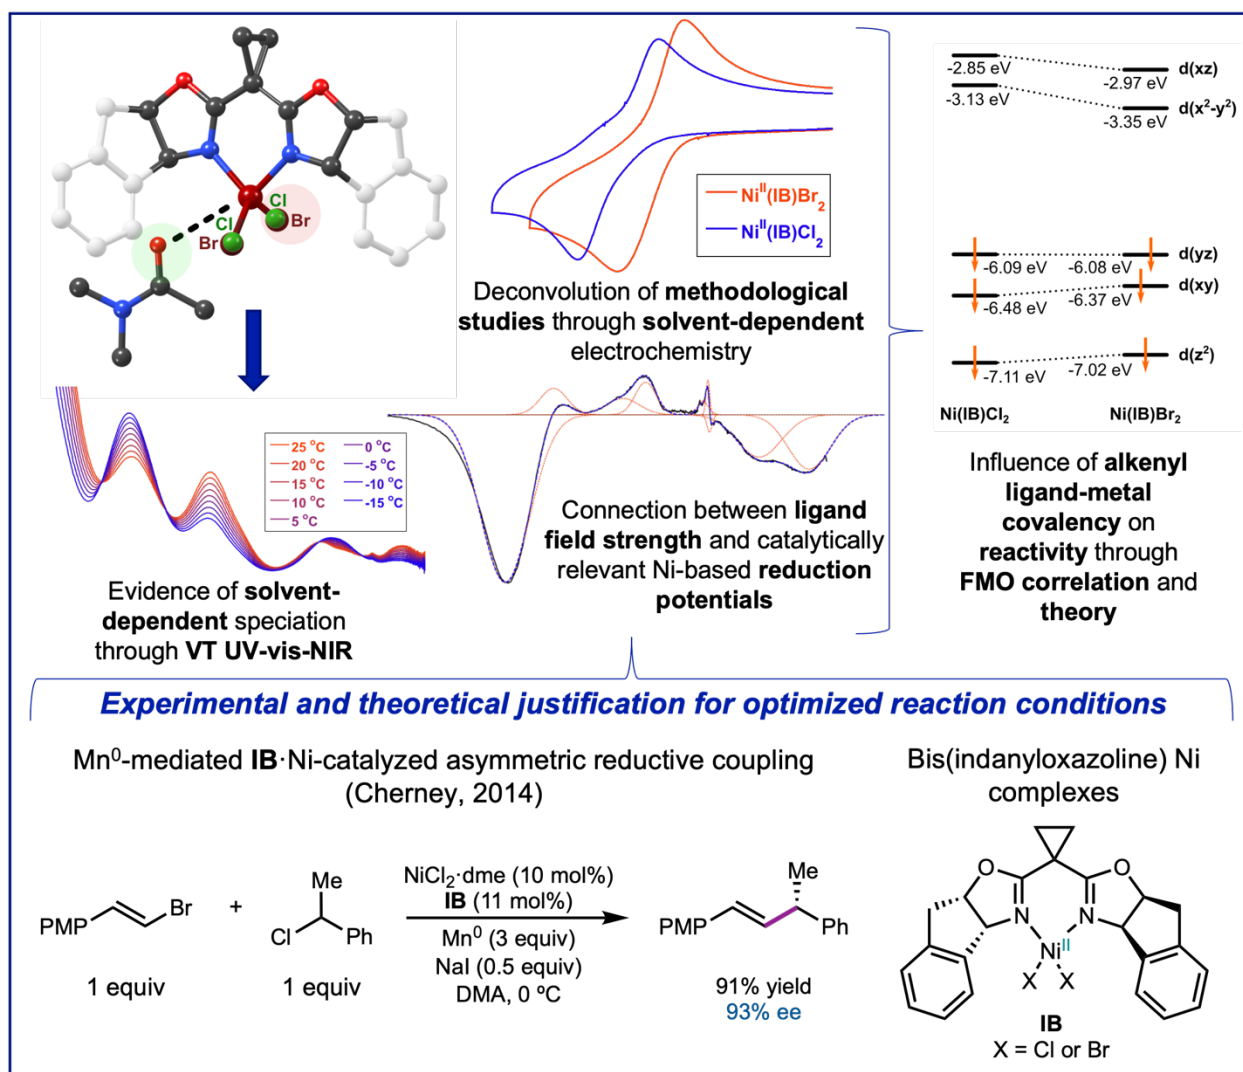 Cl
Cl
Br
Br
Ni^II(IB)Br₂
Ni^II(IB)Cl₂
Deconvolution of methodological
studies through solvent-dependent
electrochemistry
-2.85 eV
-2.97 eV
d(xz)
-3.13 eV
-3.35 eV
d(x²-y²)
-6.09 eV
-6.08 eV
d(yz)
-6.48 eV
-6.37 eV
d(xy)
-7.11 eV
-7.02 eV
d(z²)
Ni(IB)Cl₂
Ni(IB)Br₂
25 °C
20 °C
15 °C
10 °C
5 °C
0 °C
-5 °C
-10 °C
-15 °C
Evidence of solvent-
dependent speciation
through VT UV-vis-NIR
Connection between ligand
field strength and catalytically
relevant Ni-based reduction
potentials
Influence of alkenyl
ligand-metal
covalency on
reactivity through
FMO correlation and
theory
Experimental and theoretical justification for optimized reaction conditions
Mn⁰-mediated IB·Ni-catalyzed asymmetric reductive coupling
(Cherney, 2014)
PMP
Br
1 equiv
+
Me
Cl
Ph
1 equiv
NiCl₂·dme (10 mol%)
IB (11 mol%)
Mn⁰ (3 equiv)
NaI (0.5 equiv)
DMA, 0 ºC
Me
PMP
Ph
91% yield
93% ee
Bis(indanyloxazoline) Ni
complexes
O
O
N
N
Ni^II
X
X
IB
X = Cl or Br